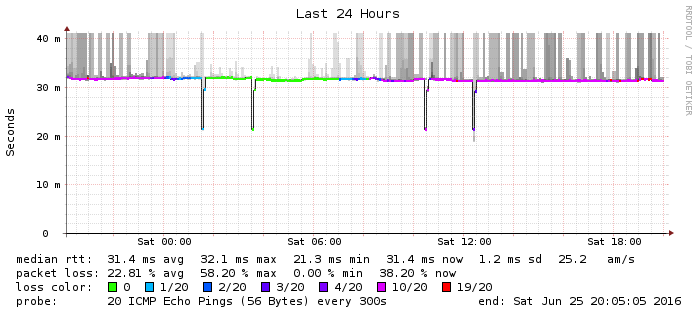 Last 24 Hours
RRDTOOL / TOBI OETIKER
Seconds
40 m
30 m
20 m
10 m
0
Sat 00:00 Sat 06:00 Sat 12:00 Sat 18:00
median rtt: 31.4 ms avg 32.1 ms max 21.3 ms min 31.4 ms now 1.2 ms sd 25.2 am/s
packet loss: 22.81 % avg 58.20 % max 0.00 % min 38.20 % now
loss color: 0 1/20 2/20 3/20 4/20 10/20 19/20
probe: 20 ICMP Echo Pings (56 Bytes) every 300s end: Sat Jun 25 20:05:05 2016